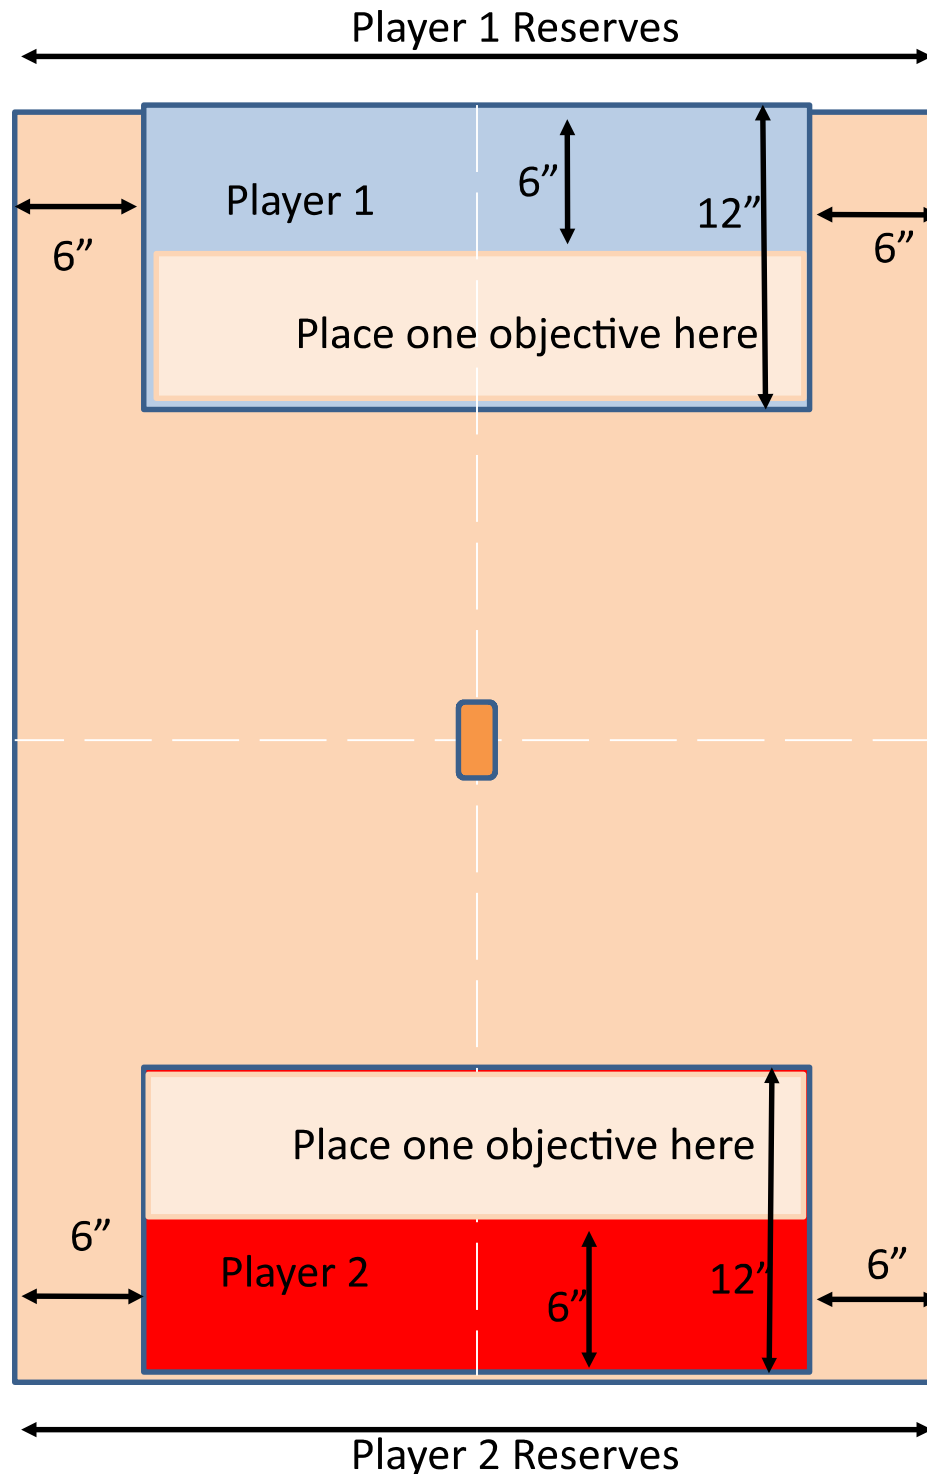 Player 1 Reserves
6”
Player 1
12”
6”
6”
Place one objective here
Place one objective here
6”
6”
Player 2
12”
6”
Player 2 Reserves